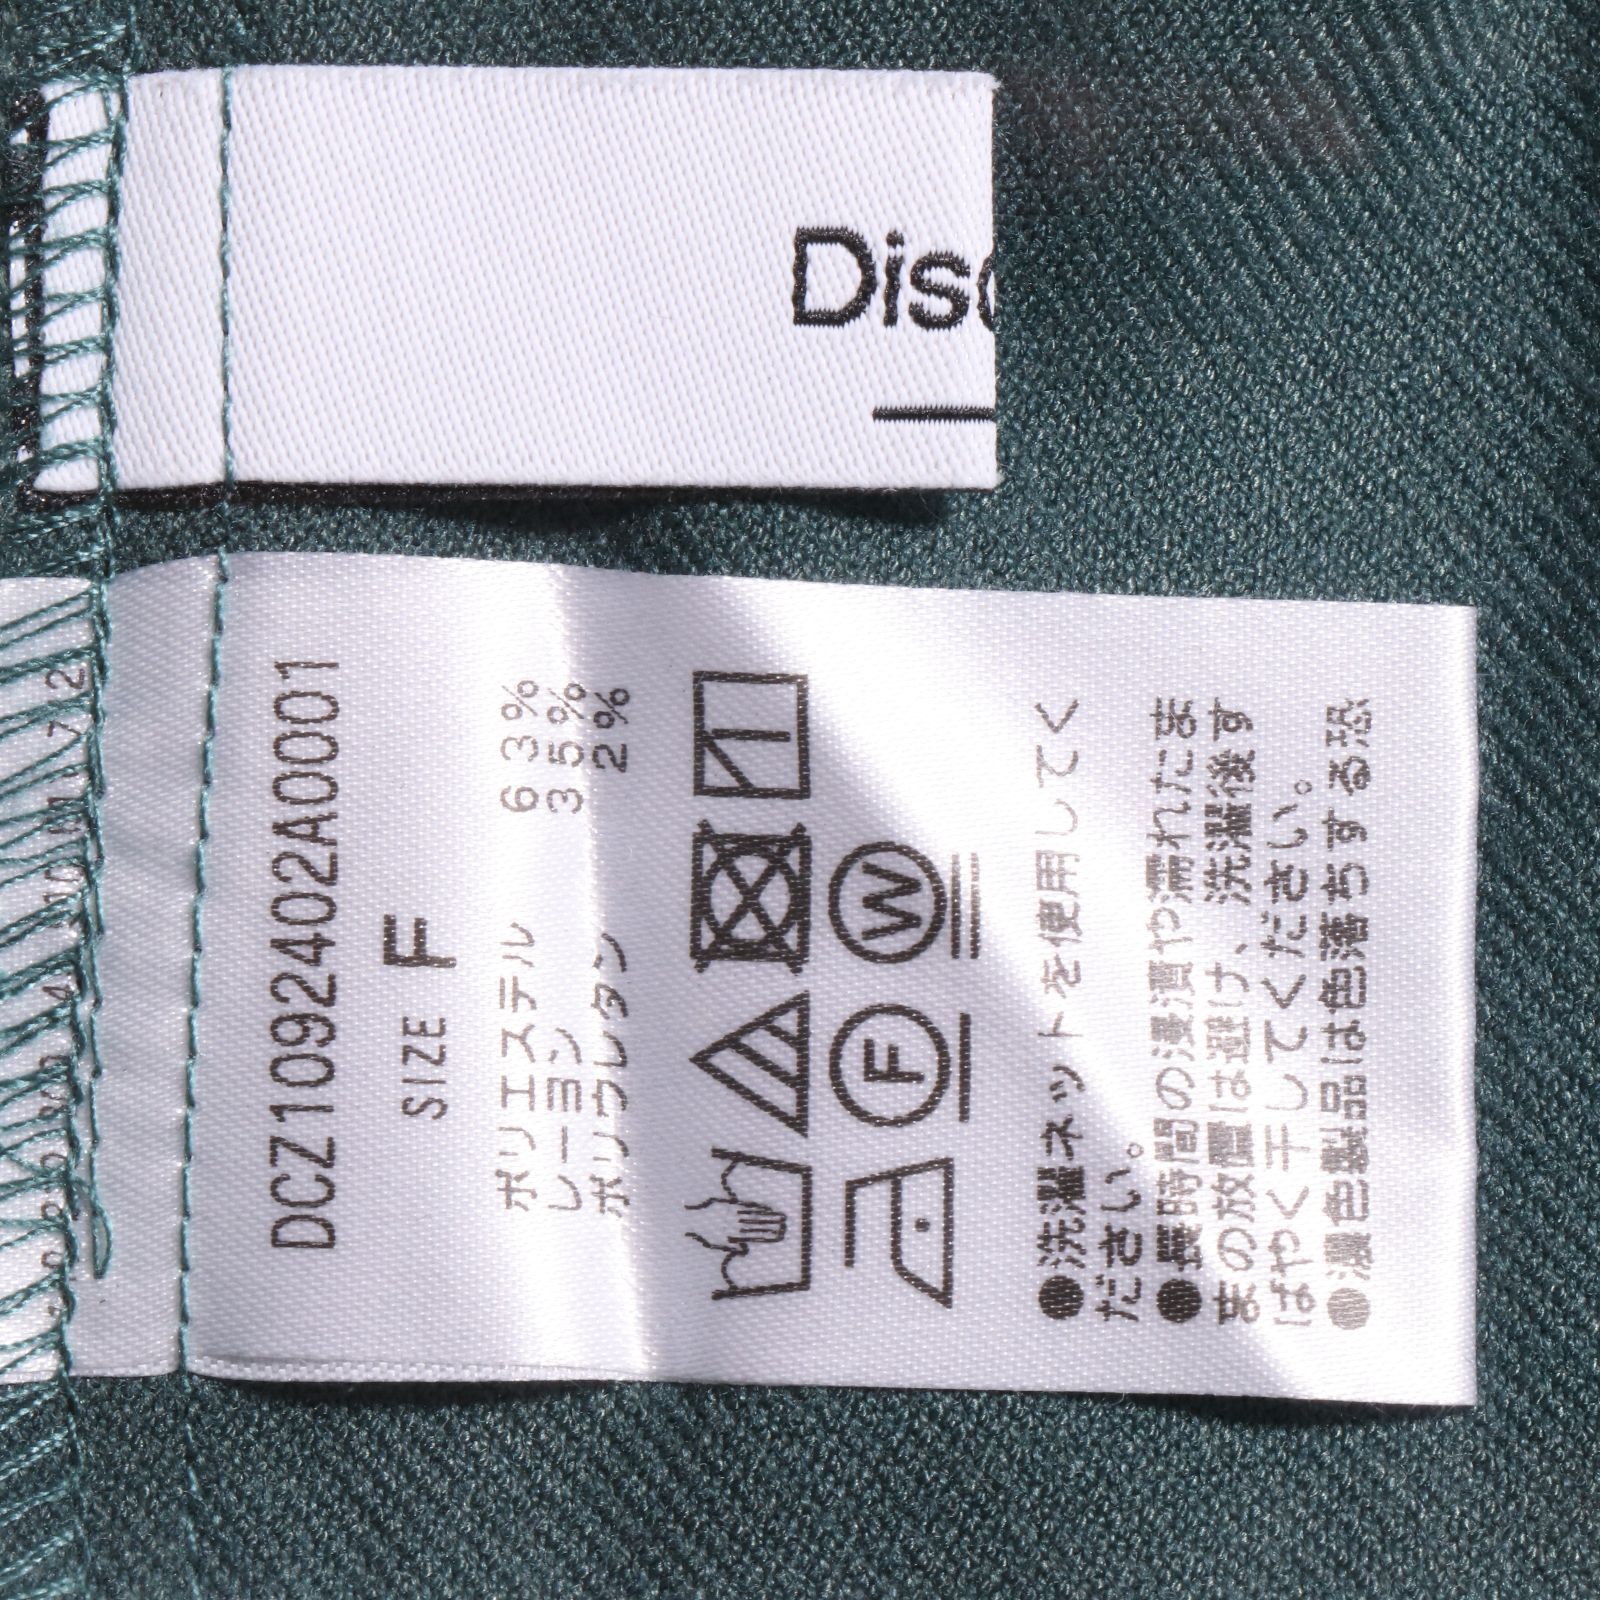 Disc
DCZ1092402A0001
SIZE F
ポリエステル 63%
レーヨン 35%
ポリウレタン 2%
W
F
●洗濯ネットを使用してく
ださい。
●長時間の浸漬や濡れたま
まの放置は避け、洗濯後す
ばやく干してください。
●濃色製品は色落ちする恐